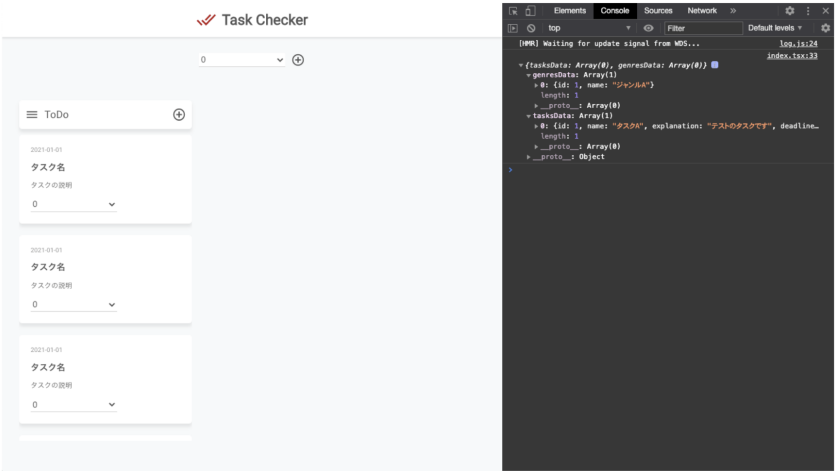 Task Checker
0
ToDo
2021-01-01
タスク名
タスクの説明
0
2021-01-01
タスク名
タスクの説明
0
2021-01-01
タスク名
タスクの説明
0
Elements Console Sources Network »
top Filter Default levels ▼
[HMR] Waiting for update signal from WDS... log.js:24
index.tsx:33
▼{tasksData: Array(0), genresData: Array(0)} i
▼genresData: Array(1)
▶0: {id: 1, name: "ジャンルA"}
length: 1
▶__proto__: Array(0)
▼tasksData: Array(1)
▶0: {id: 1, name: "タスクA", explanation: "テストのタスクです", deadline…
length: 1
▶__proto__: Array(0)
▶__proto__: Object